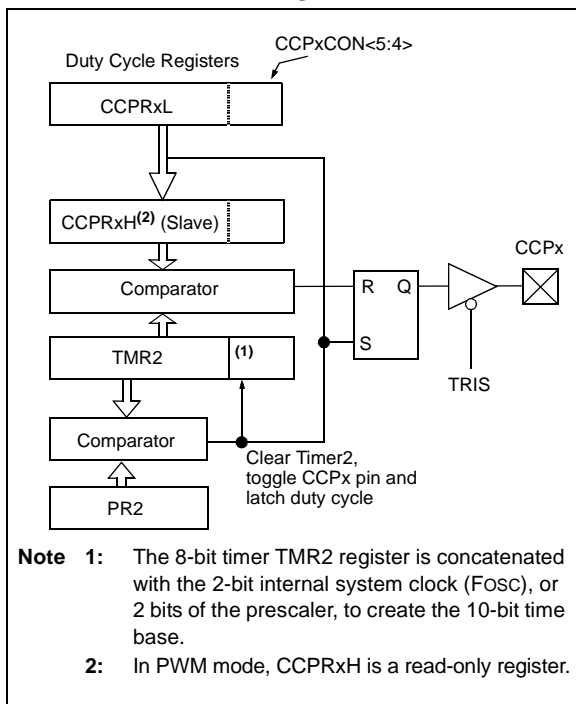 CCPxCON<5:4>
Duty Cycle Registers
CCPRxL
CCPRxH(2) (Slave)
CCPx
Comparator
R Q
S
TMR2 (1)
TRIS
Comparator
Clear Timer2,
toggle CCPx pin and
latch duty cycle
PR2
Note 1: The 8-bit timer TMR2 register is concatenated
with the 2-bit internal system clock (FOSC), or
2 bits of the prescaler, to create the 10-bit time
base.
2: In PWM mode, CCPRxH is a read-only register.